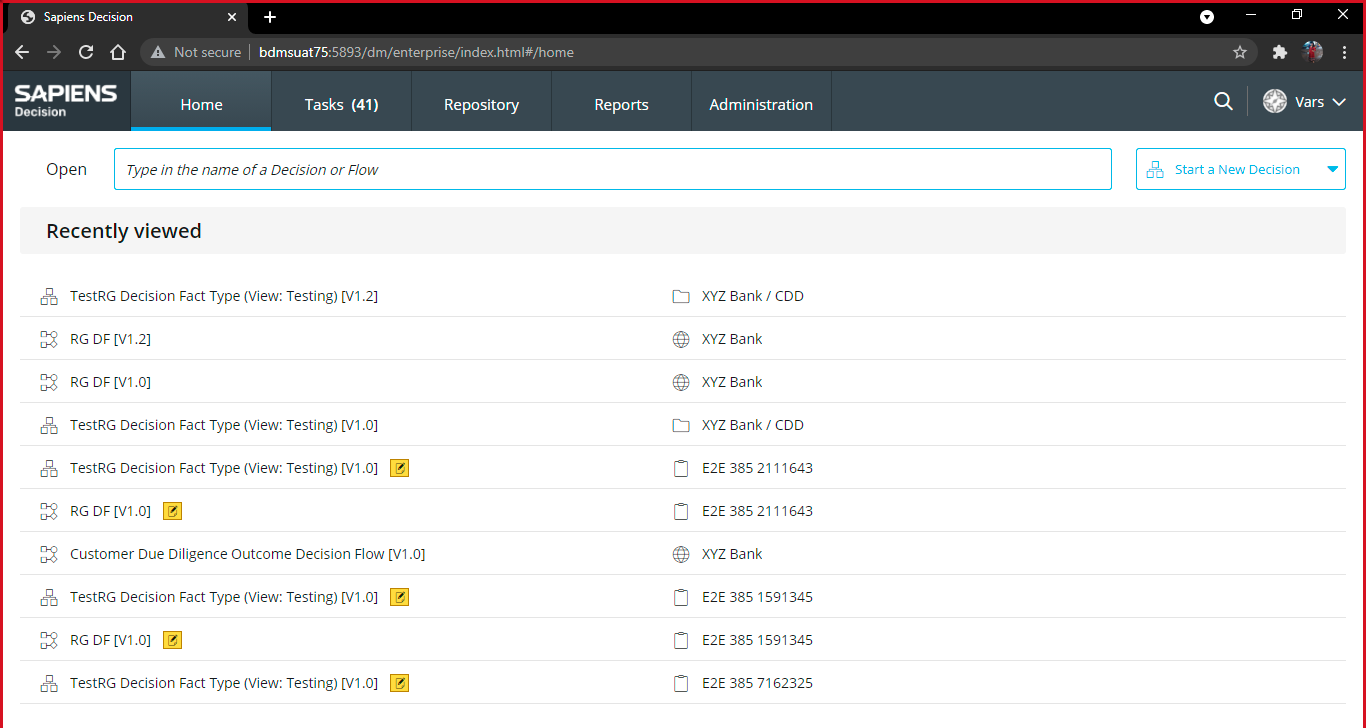 Sapiens Decision
Not secure bdmsuat75:5893/dm/enterprise/index.html#/home
SAPIENS
Decision
Home
Tasks (41)
Repository
Reports
Administration
Vars
Open
Type in the name of a Decision or Flow
Start a New Decision
Recently viewed
TestRG Decision Fact Type (View: Testing) [V1.2] XYZ Bank / CDD
RG DF [V1.2] XYZ Bank
RG DF [V1.0] XYZ Bank
TestRG Decision Fact Type (View: Testing) [V1.0] XYZ Bank / CDD
TestRG Decision Fact Type (View: Testing) [V1.0] E2E 385 2111643
RG DF [V1.0] E2E 385 2111643
Customer Due Diligence Outcome Decision Flow [V1.0] XYZ Bank
TestRG Decision Fact Type (View: Testing) [V1.0] E2E 385 1591345
RG DF [V1.0] E2E 385 1591345
TestRG Decision Fact Type (View: Testing) [V1.0] E2E 385 7162325